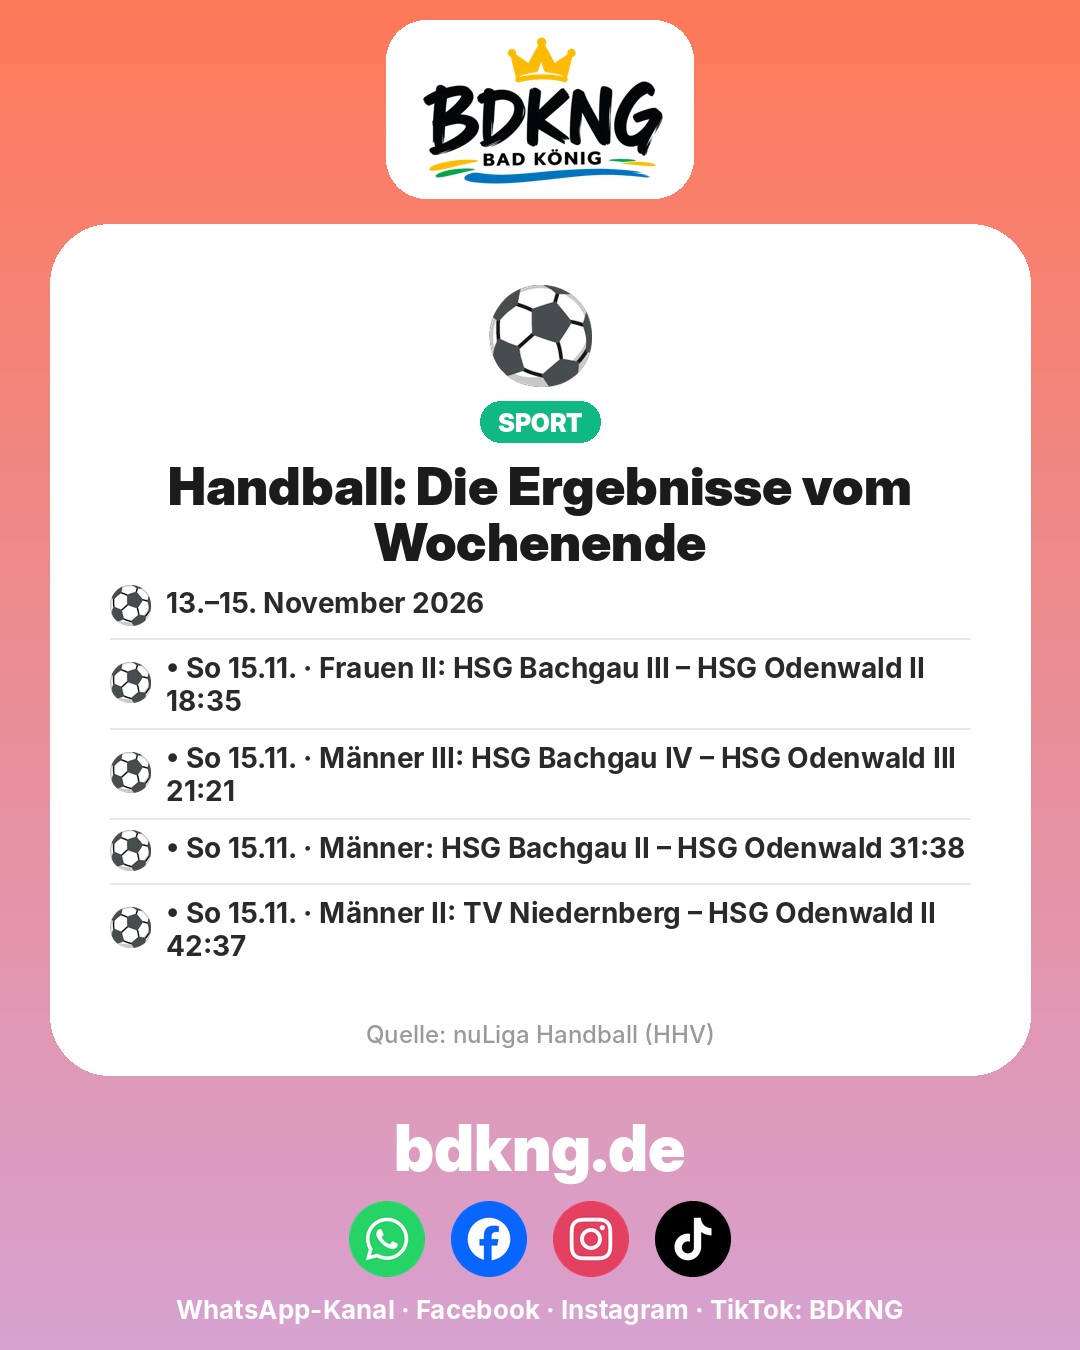 BDKNG
BAD KÖNIG
SPORT
Handball: Die Ergebnisse vom
Wochenende
13.–15. November 2026
• So 15.11. · Frauen II: HSG Bachgau III – HSG Odenwald II
18:35
• So 15.11. · Männer III: HSG Bachgau IV – HSG Odenwald III
21:21
• So 15.11. · Männer: HSG Bachgau II – HSG Odenwald 31:38
• So 15.11. · Männer II: TV Niedernberg – HSG Odenwald II
42:37
Quelle: nuLiga Handball (HHV)
bdkng.de
WhatsApp-Kanal · Facebook · Instagram · TikTok: BDKNG